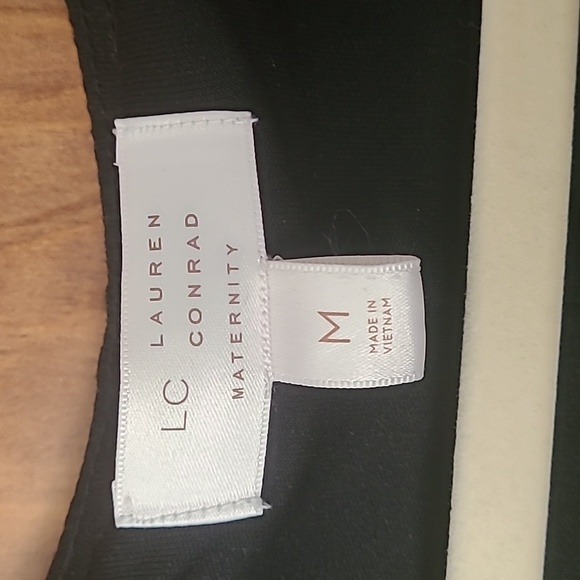 LC
LAUREN
CONRAD
MATERNITY
M
MADE IN
VIETNAM